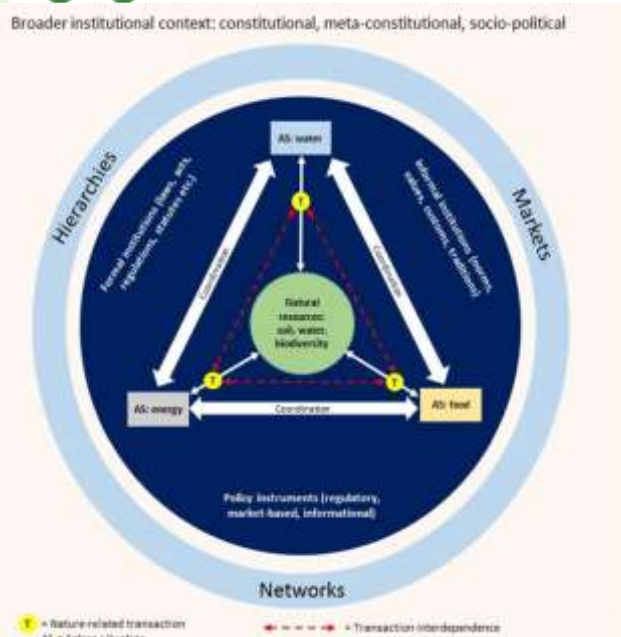 Broader institutional context: constitutional, meta-constitutional, socio-political
Hierarchies
Markets
Networks
Formal institutions (laws, acts,
regulations, statutes etc.)
Informal institutions (norms,
values, customs, traditions)
AS: water
T
Coordination
Coordination
Natural
resources:
soil, water,
biodiversity
T
T
AS: energy
Coordination
AS: food
Policy instruments (regulatory,
market-based, informational)
T = Nature-related transaction
= Transaction interdependence